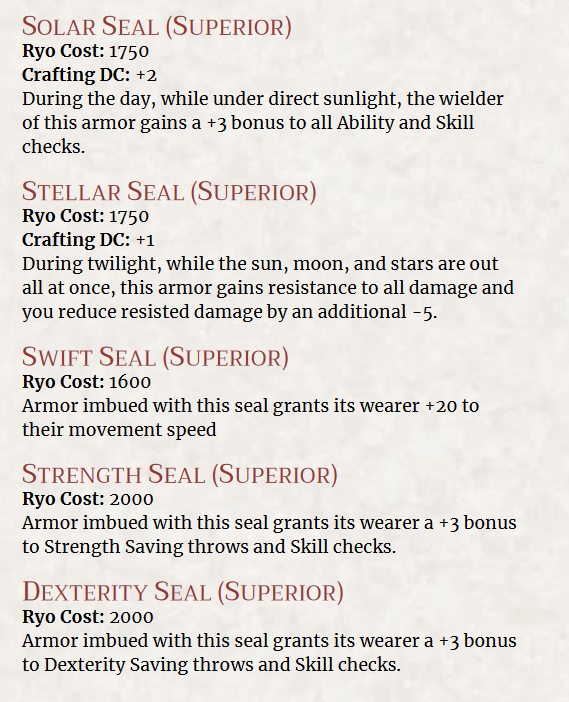 Solar Seal (Superior)
Ryo Cost: 1750
Crafting DC: +2
During the day, while under direct sunlight, the wielder
of this armor gains a +3 bonus to all Ability and Skill
checks.
Stellar Seal (Superior)
Ryo Cost: 1750
Crafting DC: +1
During twilight, while the sun, moon, and stars are out
all at once, this armor gains resistance to all damage and
you reduce resisted damage by an additional -5.
Swift Seal (Superior)
Ryo Cost: 1600
Armor imbued with this seal grants its wearer +20 to
their movement speed
Strength Seal (Superior)
Ryo Cost: 2000
Armor imbued with this seal grants its wearer a +3 bonus
to Strength Saving throws and Skill checks.
Dexterity Seal (Superior)
Ryo Cost: 2000
Armor imbued with this seal grants its wearer a +3 bonus
to Dexterity Saving throws and Skill checks.